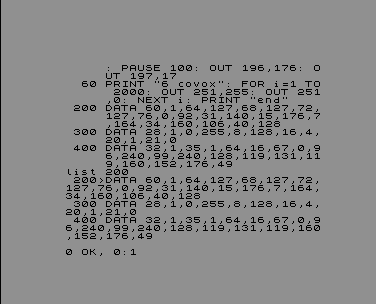 : PAUSE 100: OUT 196,176: O
UT 197,17
60 PRINT "6 covox": FOR i=1 TO
2000: OUT 251,255: OUT 251
,0: NEXT i: PRINT "end"
200 DATA 60,1,64,127,68,127,72,
127,76,0,92,31,140,15,176,7
,164,34,160,106,40,128
300 DATA 28,1,0,255,8,128,16,4,
20,1,21,0
400 DATA 32,1,35,1,64,16,67,0,9
6,240,99,240,128,119,131,11
9,160,152,176,49
list 200
200>DATA 60,1,64,127,68,127,72,
127,76,0,92,31,140,15,176,7,164,
34,160,106,40,128
300 DATA 28,1,0,255,8,128,16,4,
20,1,21,0
400 DATA 32,1,35,1,64,16,67,0,9
6,240,99,240,128,119,131,119,160
,152,176,49
0 OK, 0:1